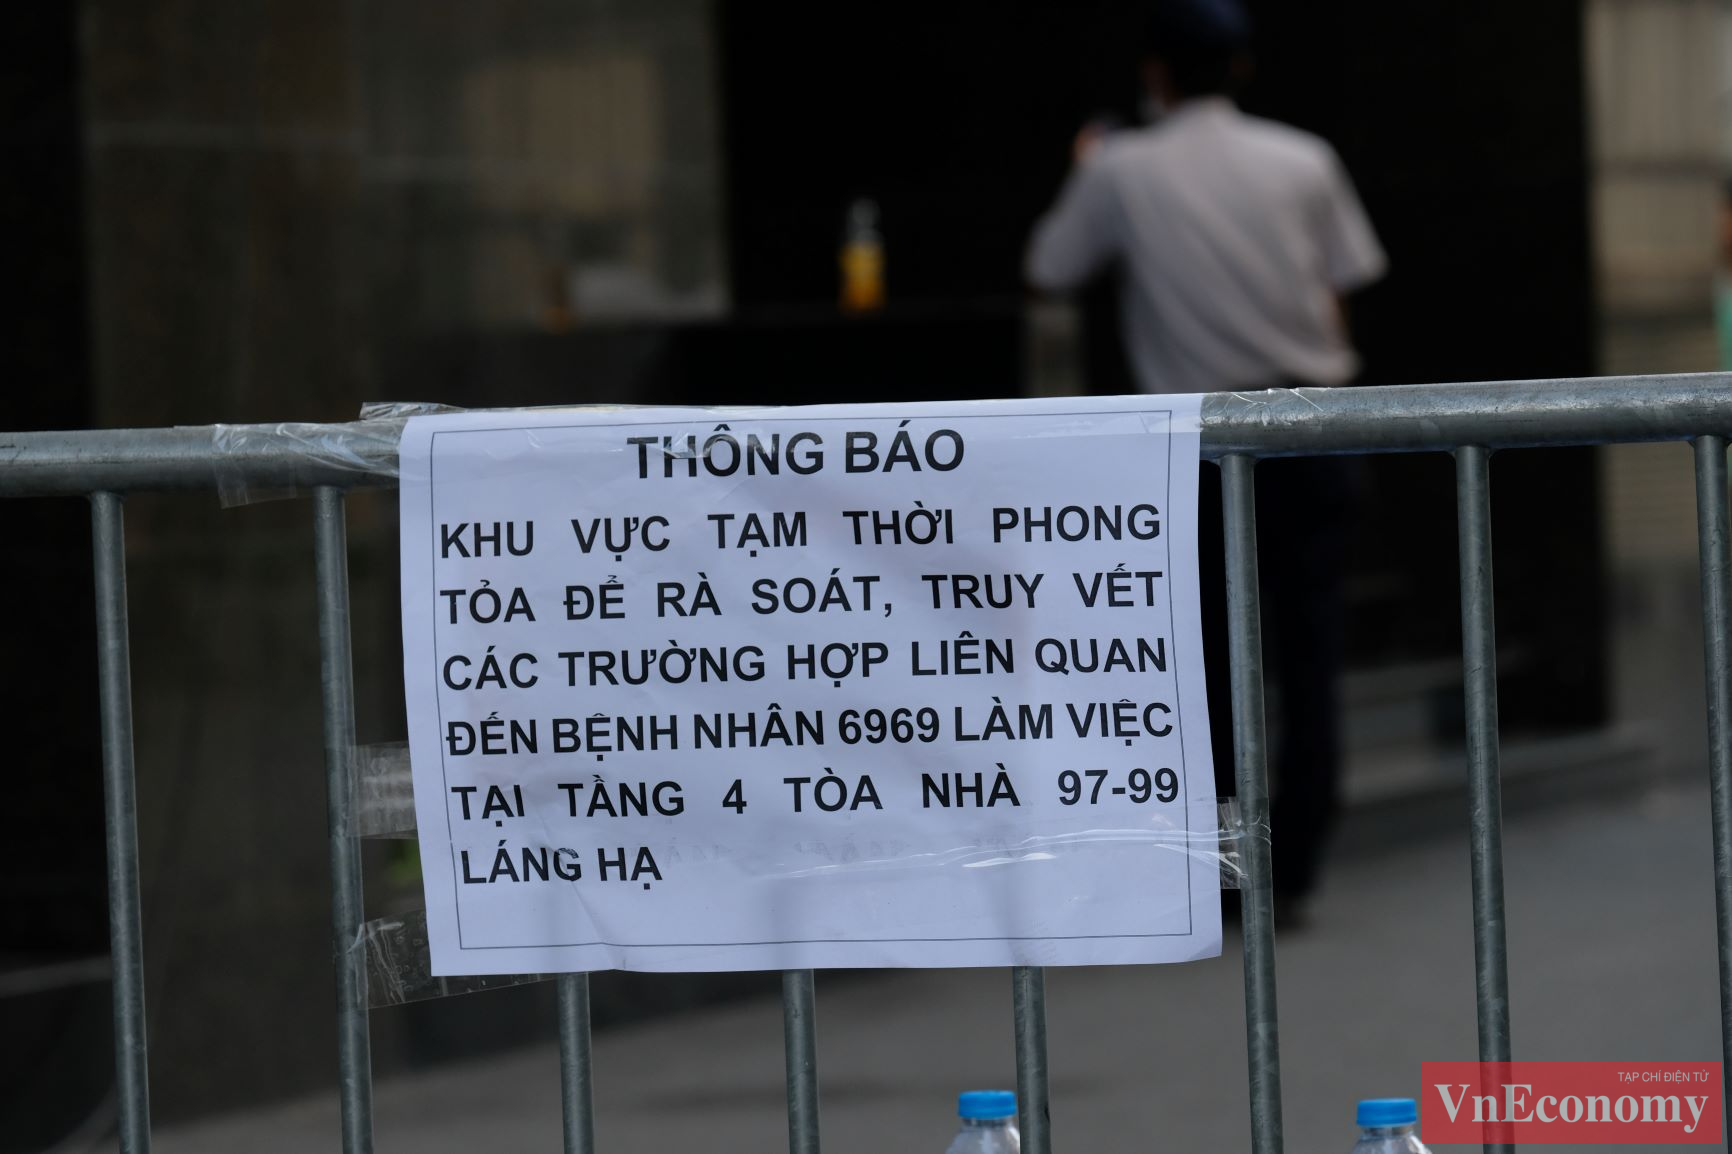 THÔNG BÁO
KHU VỰC TẠM THỜI PHONG
TỎA ĐỂ RÀ SOÁT, TRUY VẾT
CÁC TRƯỜNG HỢP LIÊN QUAN
ĐẾN BỆNH NHÂN 6969 LÀM VIỆC
TẠI TẦNG 4 TÒA NHÀ 97-99
LÁNG HẠ
TẠP CHÍ ĐIỆN TỬ
VnEconomy